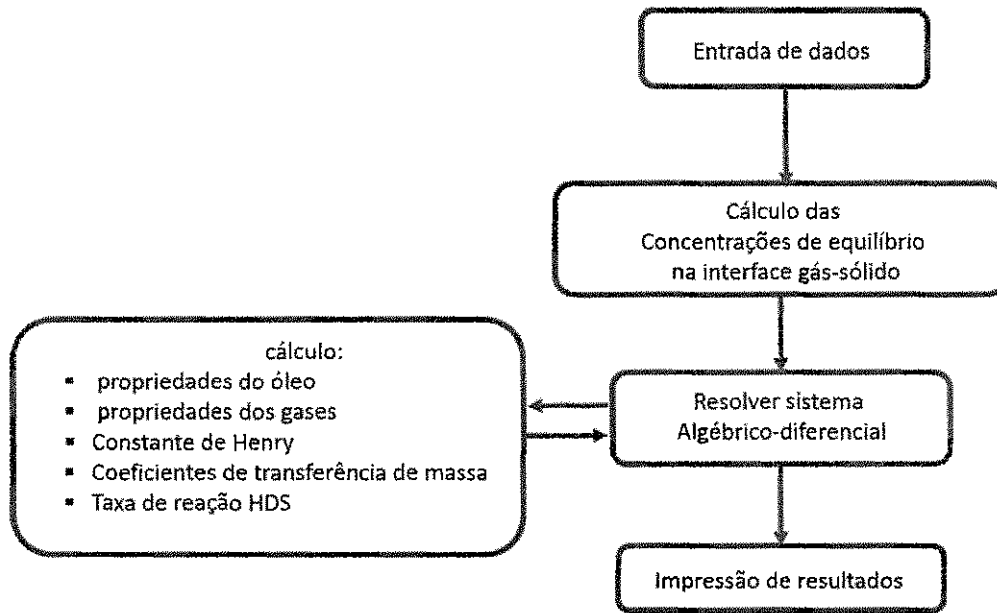 Entrada de dados
Cálculo das
Concentrações de equilíbrio
na interface gás-sólido
cálculo:
▪ propriedades do óleo
▪ propriedades dos gases
▪ Constante de Henry
▪ Coeficientes de transferência de massa
▪ Taxa de reação HDS
Resolver sistema
Algébrico-diferencial
Impressão de resultados